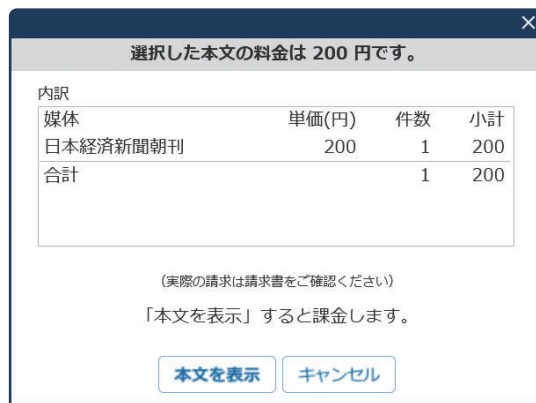 選択した本文の料金は 200 円です。
内訳
媒体 単価(円) 件数 小計
日本経済新聞朝刊 200 1 200
合計 1 200
（実際の請求は請求書をご確認ください）
「本文を表示」すると課金します。
本文を表示 キャンセル